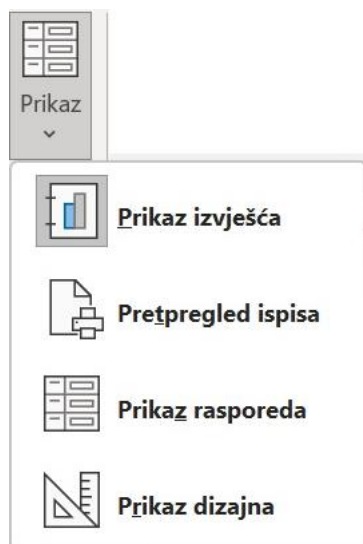 Prikaz
Prikaz izvješća
Pretpregled ispisa
Prikaz rasporeda
Prikaz dizajna